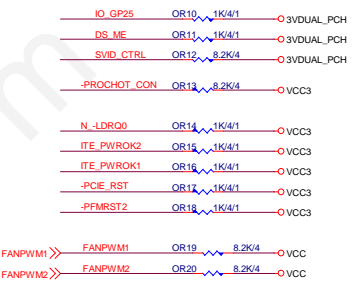 IO_GP25 OR10 1K/4/1 3VDUAL_PCH
DS_ME OR11 1K/4/1 3VDUAL_PCH
SVID_CTRL OR12 8.2K/4 3VDUAL_PCH
-PROCHOT_CON OR13 8.2K/4 VCC3
N_-LDRQ0 OR14 1K/4/1 VCC3
ITE_PWROK2 OR15 1K/4/1 VCC3
ITE_PWROK1 OR16 1K/4/1 VCC3
-PCIE_RST OR17 1K/4/1 VCC3
-PFMRST2 OR18 1K/4/1 VCC3
FANPWM1 FANPWM1 OR19 8.2K/4 VCC
FANPWM2 FANPWM2 OR20 8.2K/4 VCC